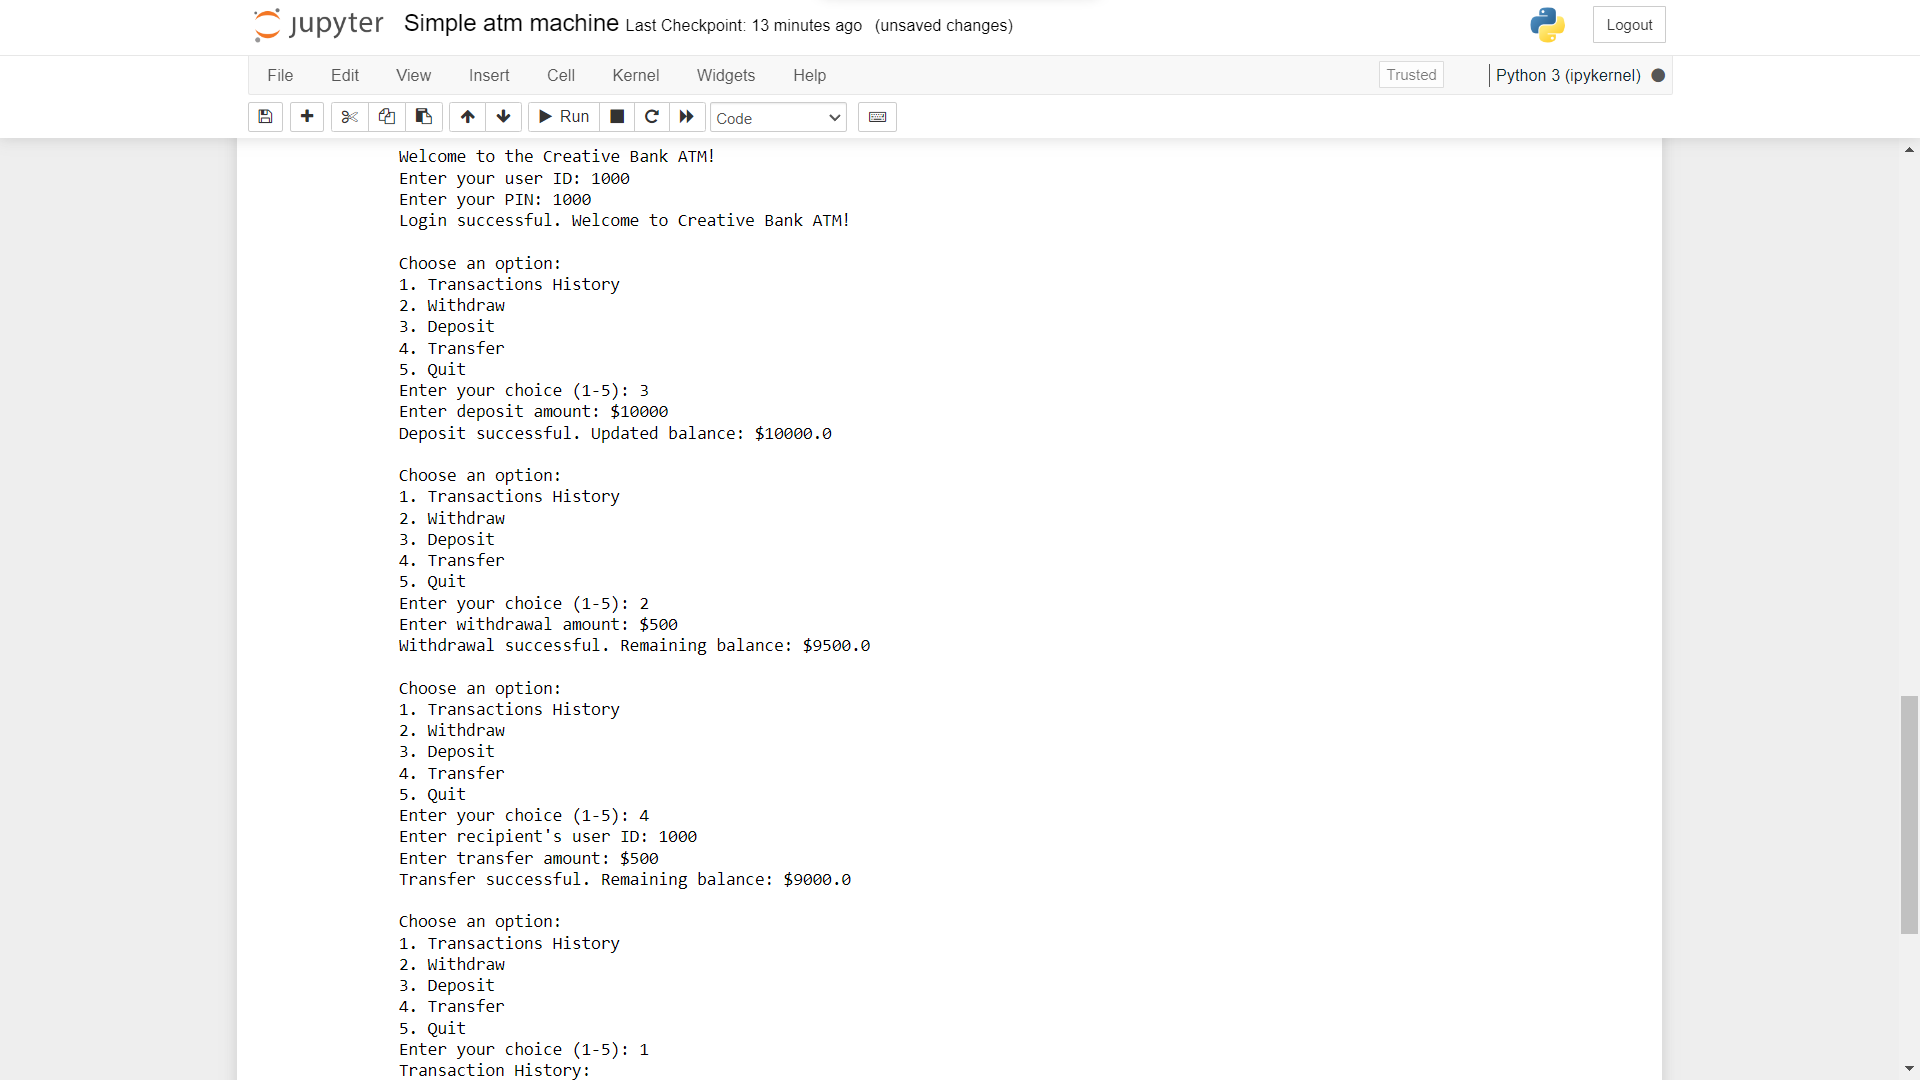 jupyter Simple atm machine Last Checkpoint: 13 minutes ago (unsaved changes) Logout
File Edit View Insert Cell Kernel Widgets Help Trusted Python 3 (ipykernel)
Run Code
Welcome to the Creative Bank ATM!
Enter your user ID: 1000
Enter your PIN: 1000
Login successful. Welcome to Creative Bank ATM!
Choose an option:
1. Transactions History
2. Withdraw
3. Deposit
4. Transfer
5. Quit
Enter your choice (1-5): 3
Enter deposit amount: $10000
Deposit successful. Updated balance: $10000.0
Choose an option:
1. Transactions History
2. Withdraw
3. Deposit
4. Transfer
5. Quit
Enter your choice (1-5): 2
Enter withdrawal amount: $500
Withdrawal successful. Remaining balance: $9500.0
Choose an option:
1. Transactions History
2. Withdraw
3. Deposit
4. Transfer
5. Quit
Enter your choice (1-5): 4
Enter recipient's user ID: 1000
Enter transfer amount: $500
Transfer successful. Remaining balance: $9000.0
Choose an option:
1. Transactions History
2. Withdraw
3. Deposit
4. Transfer
5. Quit
Enter your choice (1-5): 1
Transaction History: